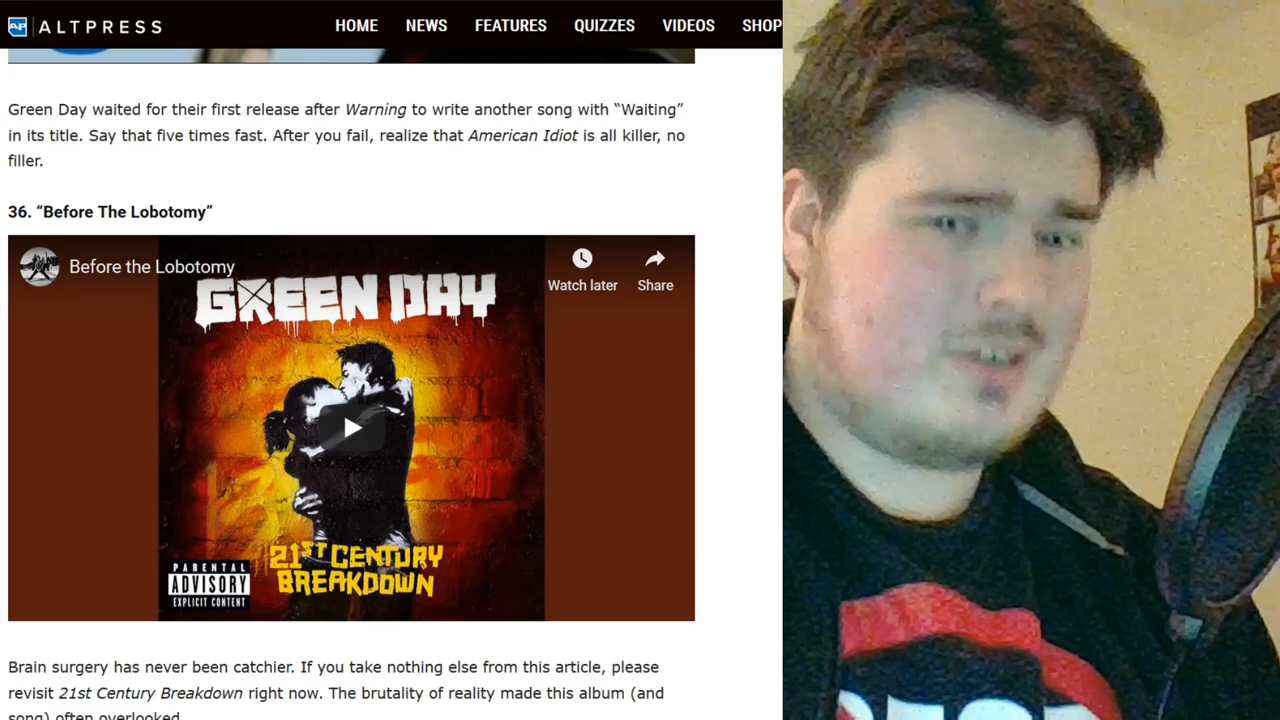 AP ALTPRESS
HOME NEWS FEATURES QUIZZES VIDEOS SHOP
Green Day waited for their first release after Warning to write another song with “Waiting”
in its title. Say that five times fast. After you fail, realize that American Idiot is all killer, no
filler.
36. “Before The Lobotomy”
Before the Lobotomy
Watch later
Share
GREEN DAY
21ST CENTURY
BREAKDOWN
PARENTAL
ADVISORY
EXPLICIT CONTENT
Brain surgery has never been catchier. If you take nothing else from this article, please
revisit 21st Century Breakdown right now. The brutality of reality made this album (and
song) often overlooked.